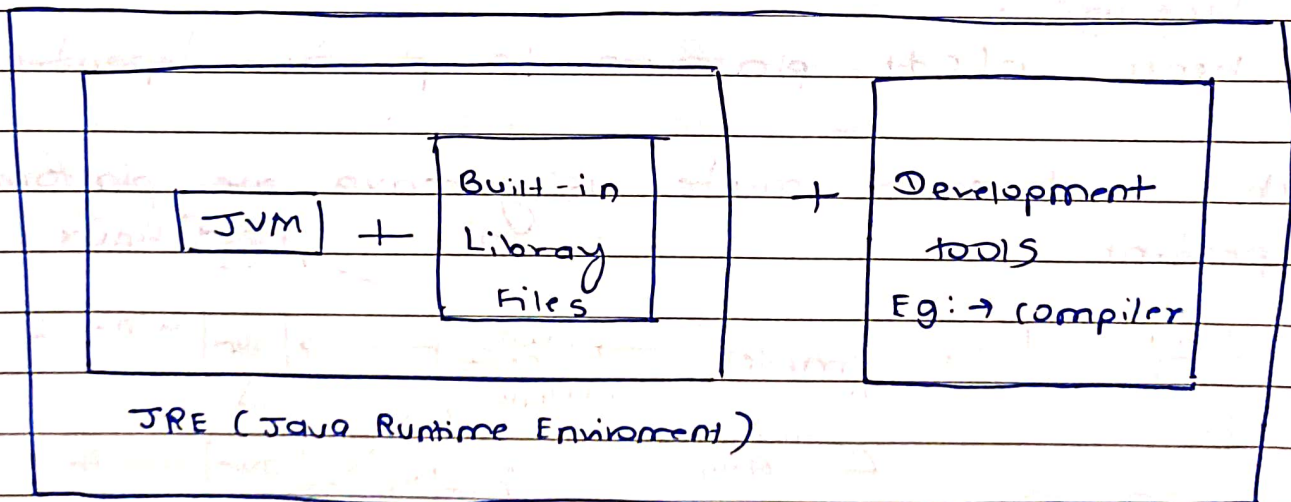 JVM
+
Built-in
Library
Files
+
Development
tools
Eg:→ compiler
JRE (Java Runtime Enviroment)